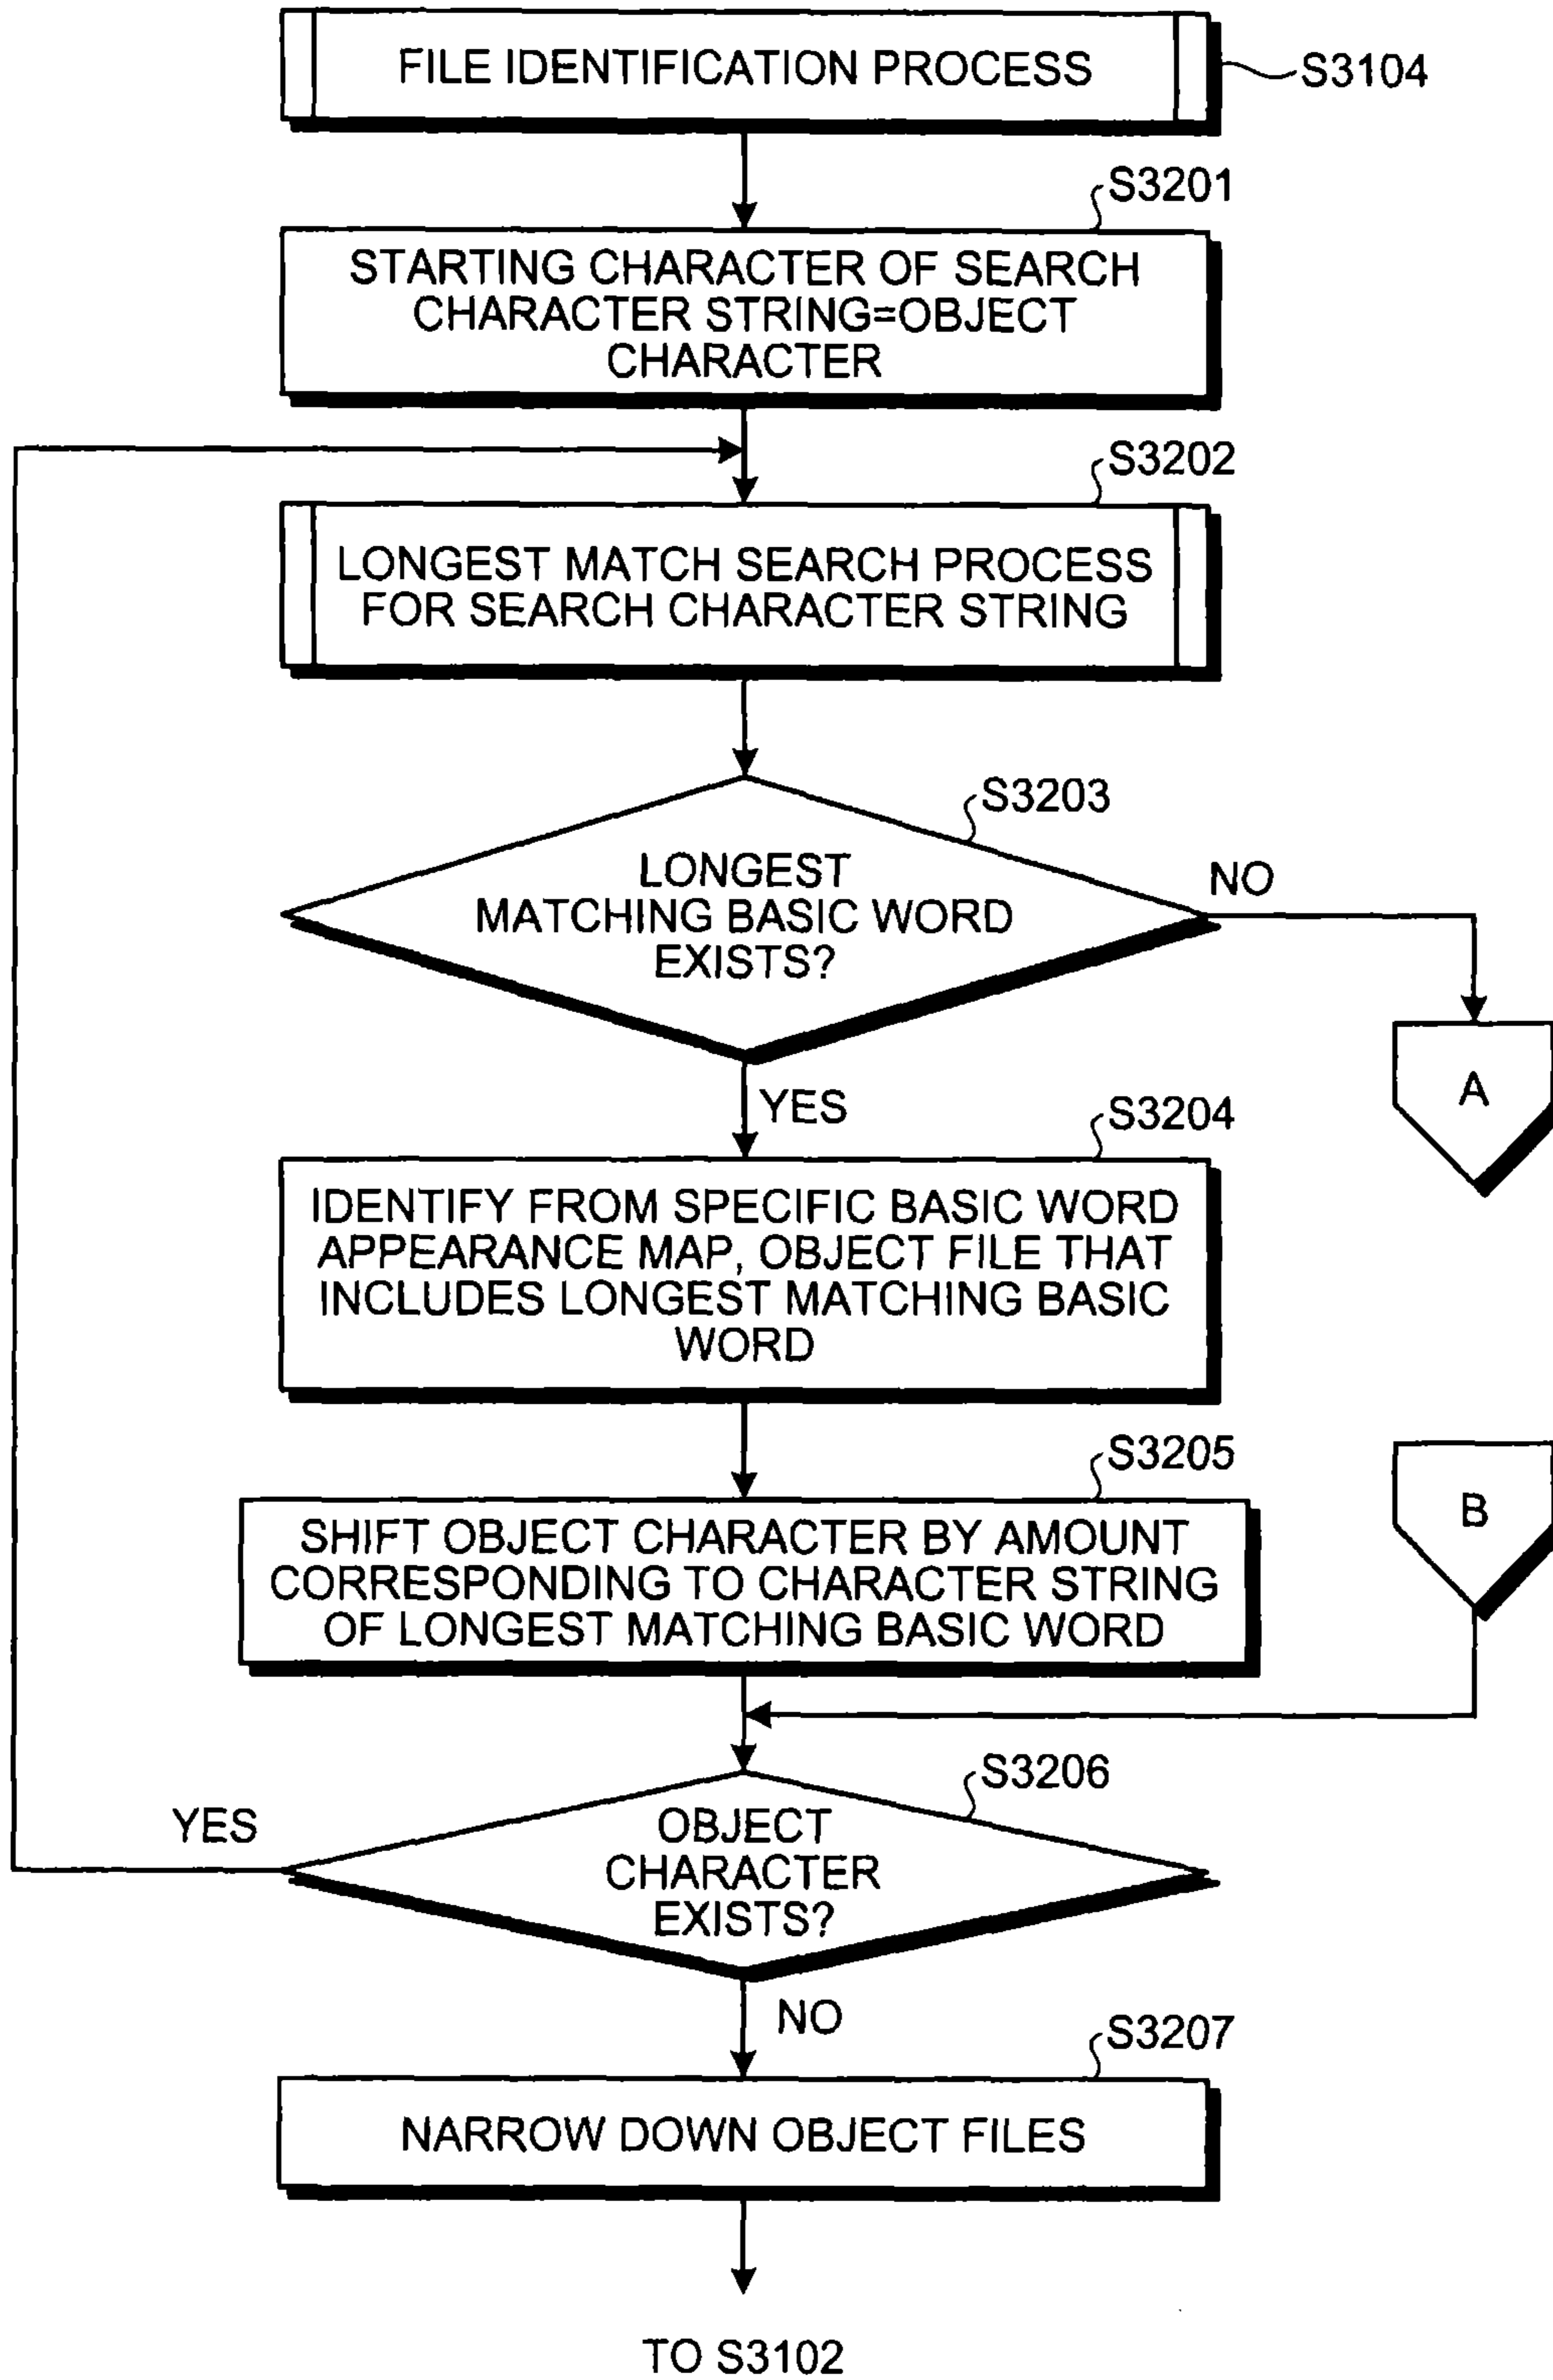 FILE IDENTIFICATION PROCESS
S3104
S3201
STARTING CHARACTER OF SEARCH
CHARACTER STRING=OBJECT
CHARACTER
S3202
LONGEST MATCH SEARCH PROCESS
FOR SEARCH CHARACTER STRING
S3203
LONGEST
MATCHING BASIC WORD
EXISTS?
NO
A
YES
S3204
IDENTIFY FROM SPECIFIC BASIC WORD
APPEARANCE MAP, OBJECT FILE THAT
INCLUDES LONGEST MATCHING BASIC
WORD
S3205
SHIFT OBJECT CHARACTER BY AMOUNT
CORRESPONDING TO CHARACTER STRING
OF LONGEST MATCHING BASIC WORD
B
S3206
YES
OBJECT
CHARACTER
EXISTS?
NO
S3207
NARROW DOWN OBJECT FILES
TO S3102